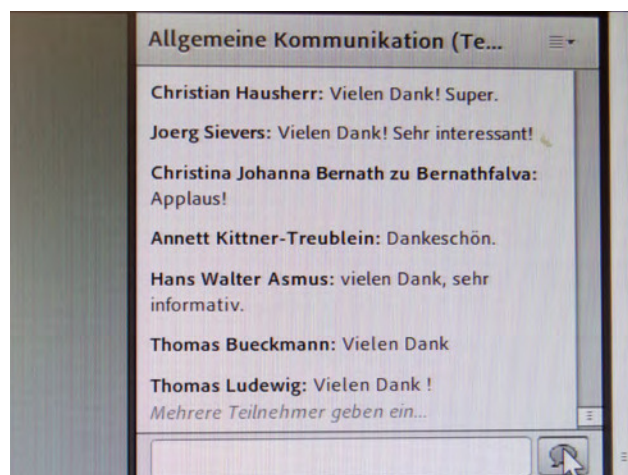 Allgemeine Kommunikation (Te...
Christian Hausherr: Vielen Dank! Super.
Joerg Sievers: Vielen Dank! Sehr interessant!
Christina Johanna Bernath zu Bernathfalva:
Applaus!
Annett Kittner-Treublein: Dankeschön.
Hans Walter Asmus: vielen Dank, sehr
informativ.
Thomas Bueckmann: Vielen Dank
Thomas Ludewig: Vielen Dank !
Mehrere Teilnehmer geben ein...